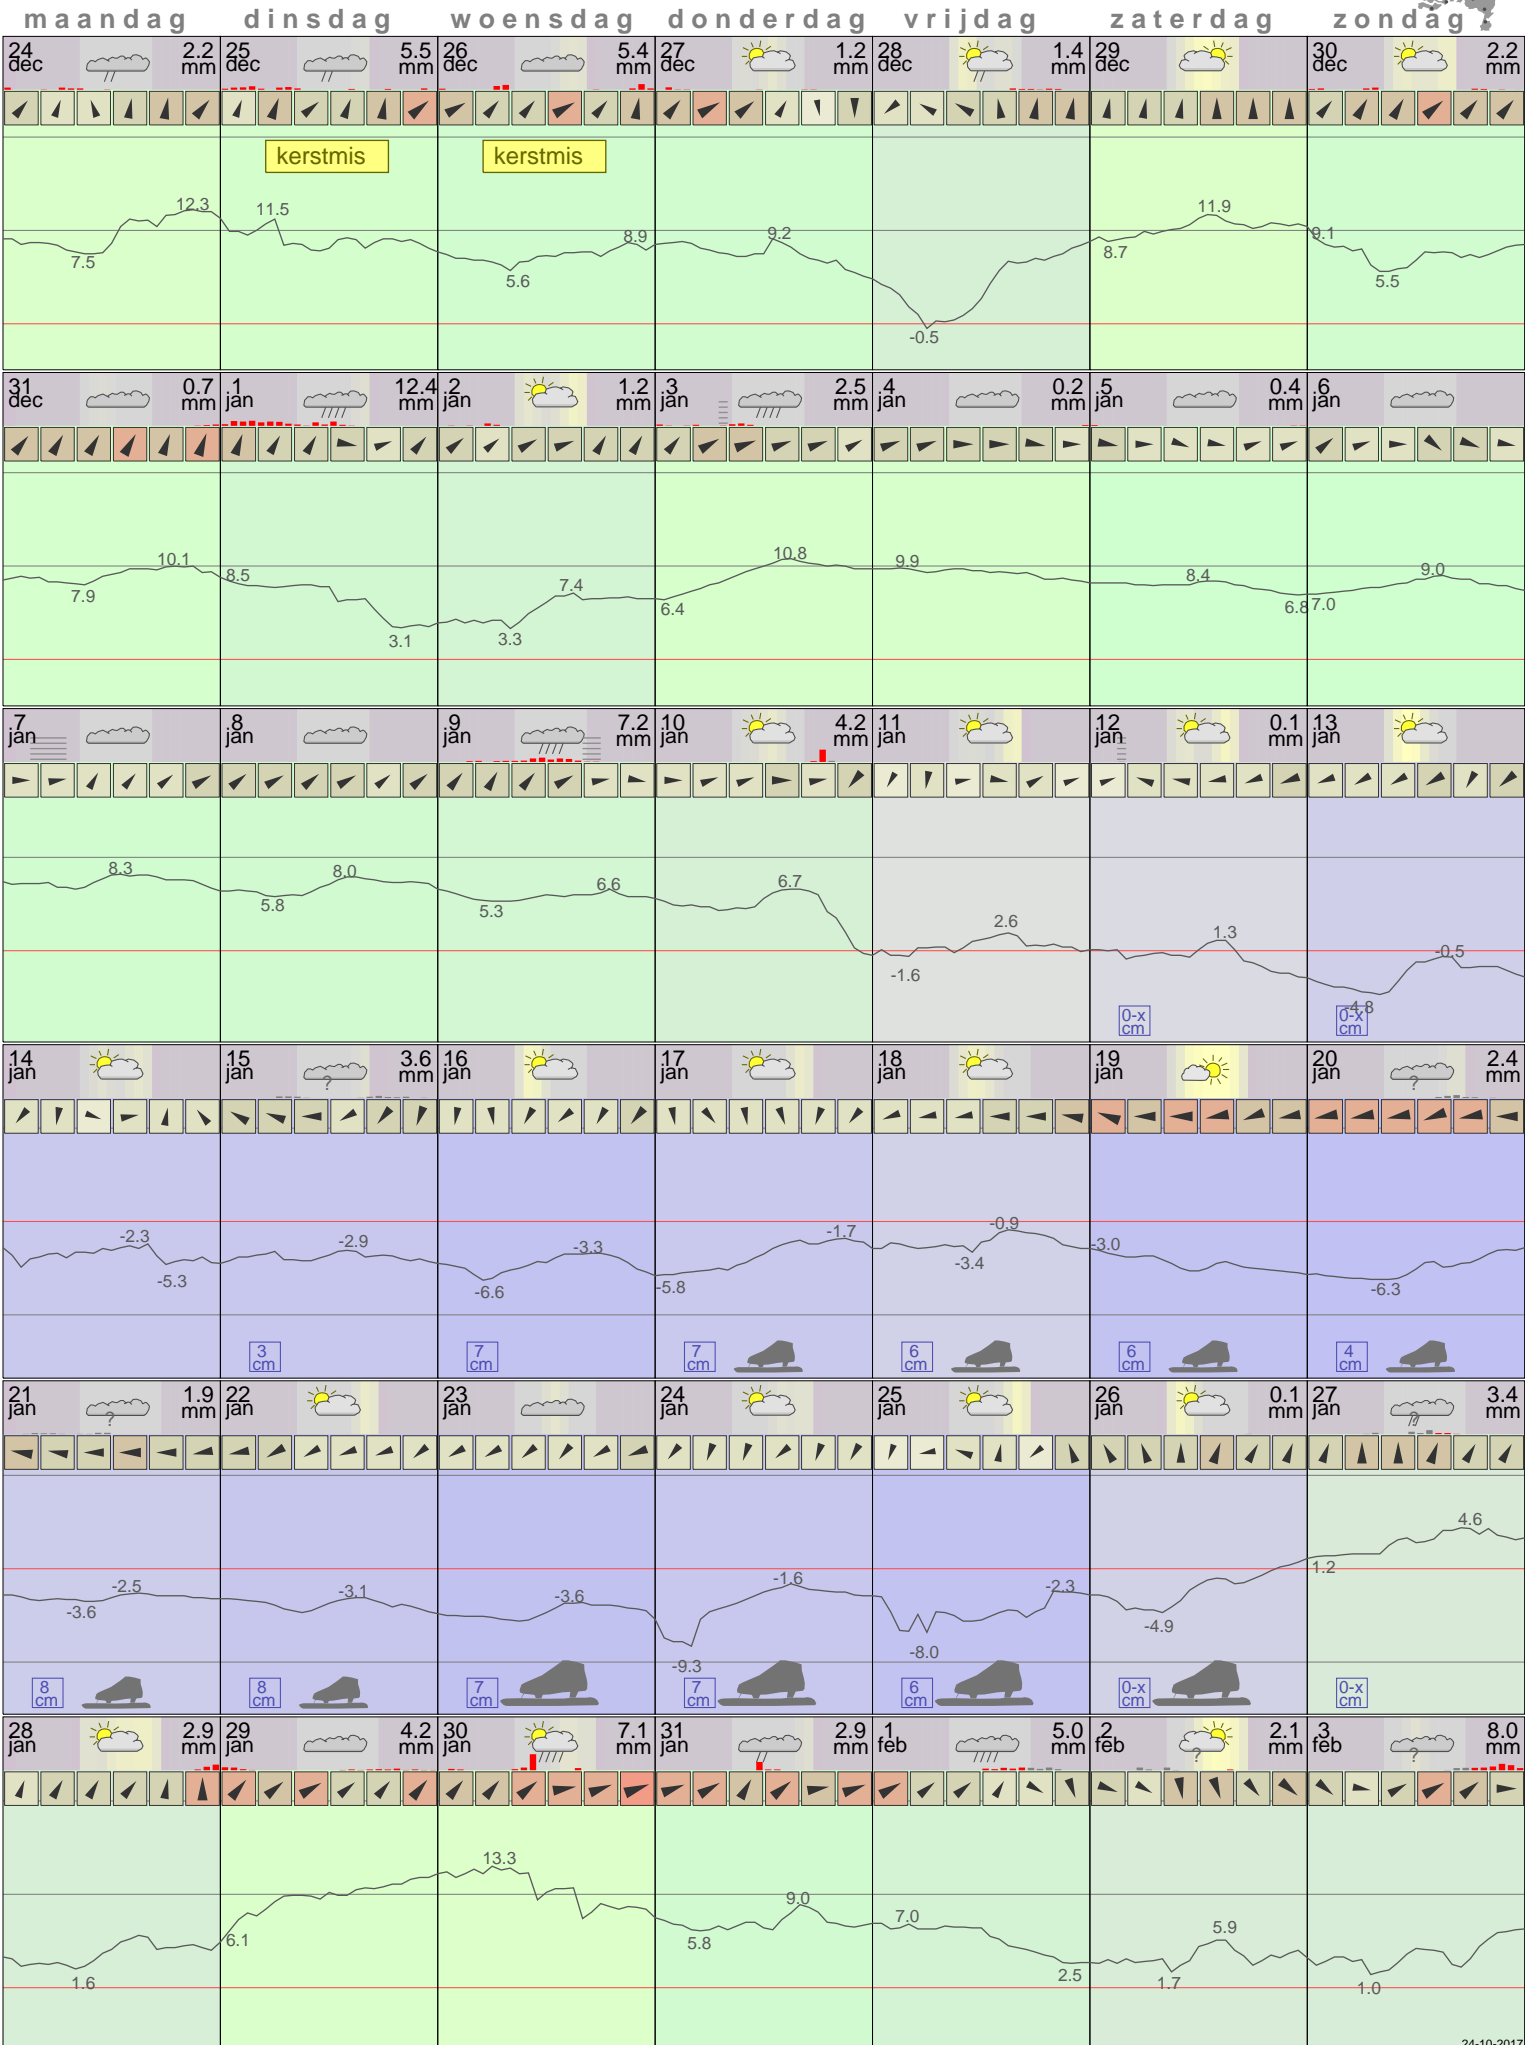 maandag dinsdag woensdag donderdag vrijdag zaterdag zondag
24 dec 2.2 mm 25 dec 5.5 mm 26 dec 5.4 mm 27 dec 1.2 mm 28 dec 1.4 mm 29 dec 30 dec 2.2 mm
kerstmis kerstmis
12.3 11.5 8.9 9.2 11.9 9.1
7.5 5.6 -0.5 8.7 5.5
31 dec 0.7 mm 1 jan 12.4 mm 2 jan 1.2 mm 3 jan 2.5 mm 4 jan 0.2 mm 5 jan 0.4 mm 6 jan
10.1 8.5 7.4 10.8 9.9 8.4 9.0
7.9 3.1 3.3 6.4 6.8 7.0
7 jan 8 jan 9 jan 7.2 mm 10 jan 4.2 mm 11 jan 12 jan 0.1 mm 13 jan
8.3 8.0 6.6 6.7 2.6 1.3 -0.5
5.8 5.3 -1.6 -4.8
0-x cm 0-x cm
14 jan 15 jan 3.6 mm 16 jan 17 jan 18 jan 19 jan 20 jan 2.4 mm
? ?
-2.3 -2.9 -3.3 -1.7 -0.9 -3.0
-5.3 -6.6 -5.8 -3.4 -6.3
3 cm 7 cm 7 cm 6 cm 6 cm 4 cm
21 jan 1.9 mm 22 jan 23 jan 24 jan 25 jan 26 jan 0.1 mm 27 jan 3.4 mm
? ?
-2.5 -3.1 -3.6 -1.6 -2.3 4.6
-3.6 -9.3 -8.0 -4.9 1.2
8 cm 8 cm 7 cm 7 cm 6 cm 0-x cm 0-x cm
28 jan 2.9 mm 29 jan 4.2 mm 30 jan 7.1 mm 31 jan 2.9 mm 1 feb 5.0 mm 2 feb 2.1 mm 3 feb 8.0 mm
? ?
13.3 9.0 7.0 5.9
1.6 6.1 5.8 2.5 1.7 1.0
24-10-2017